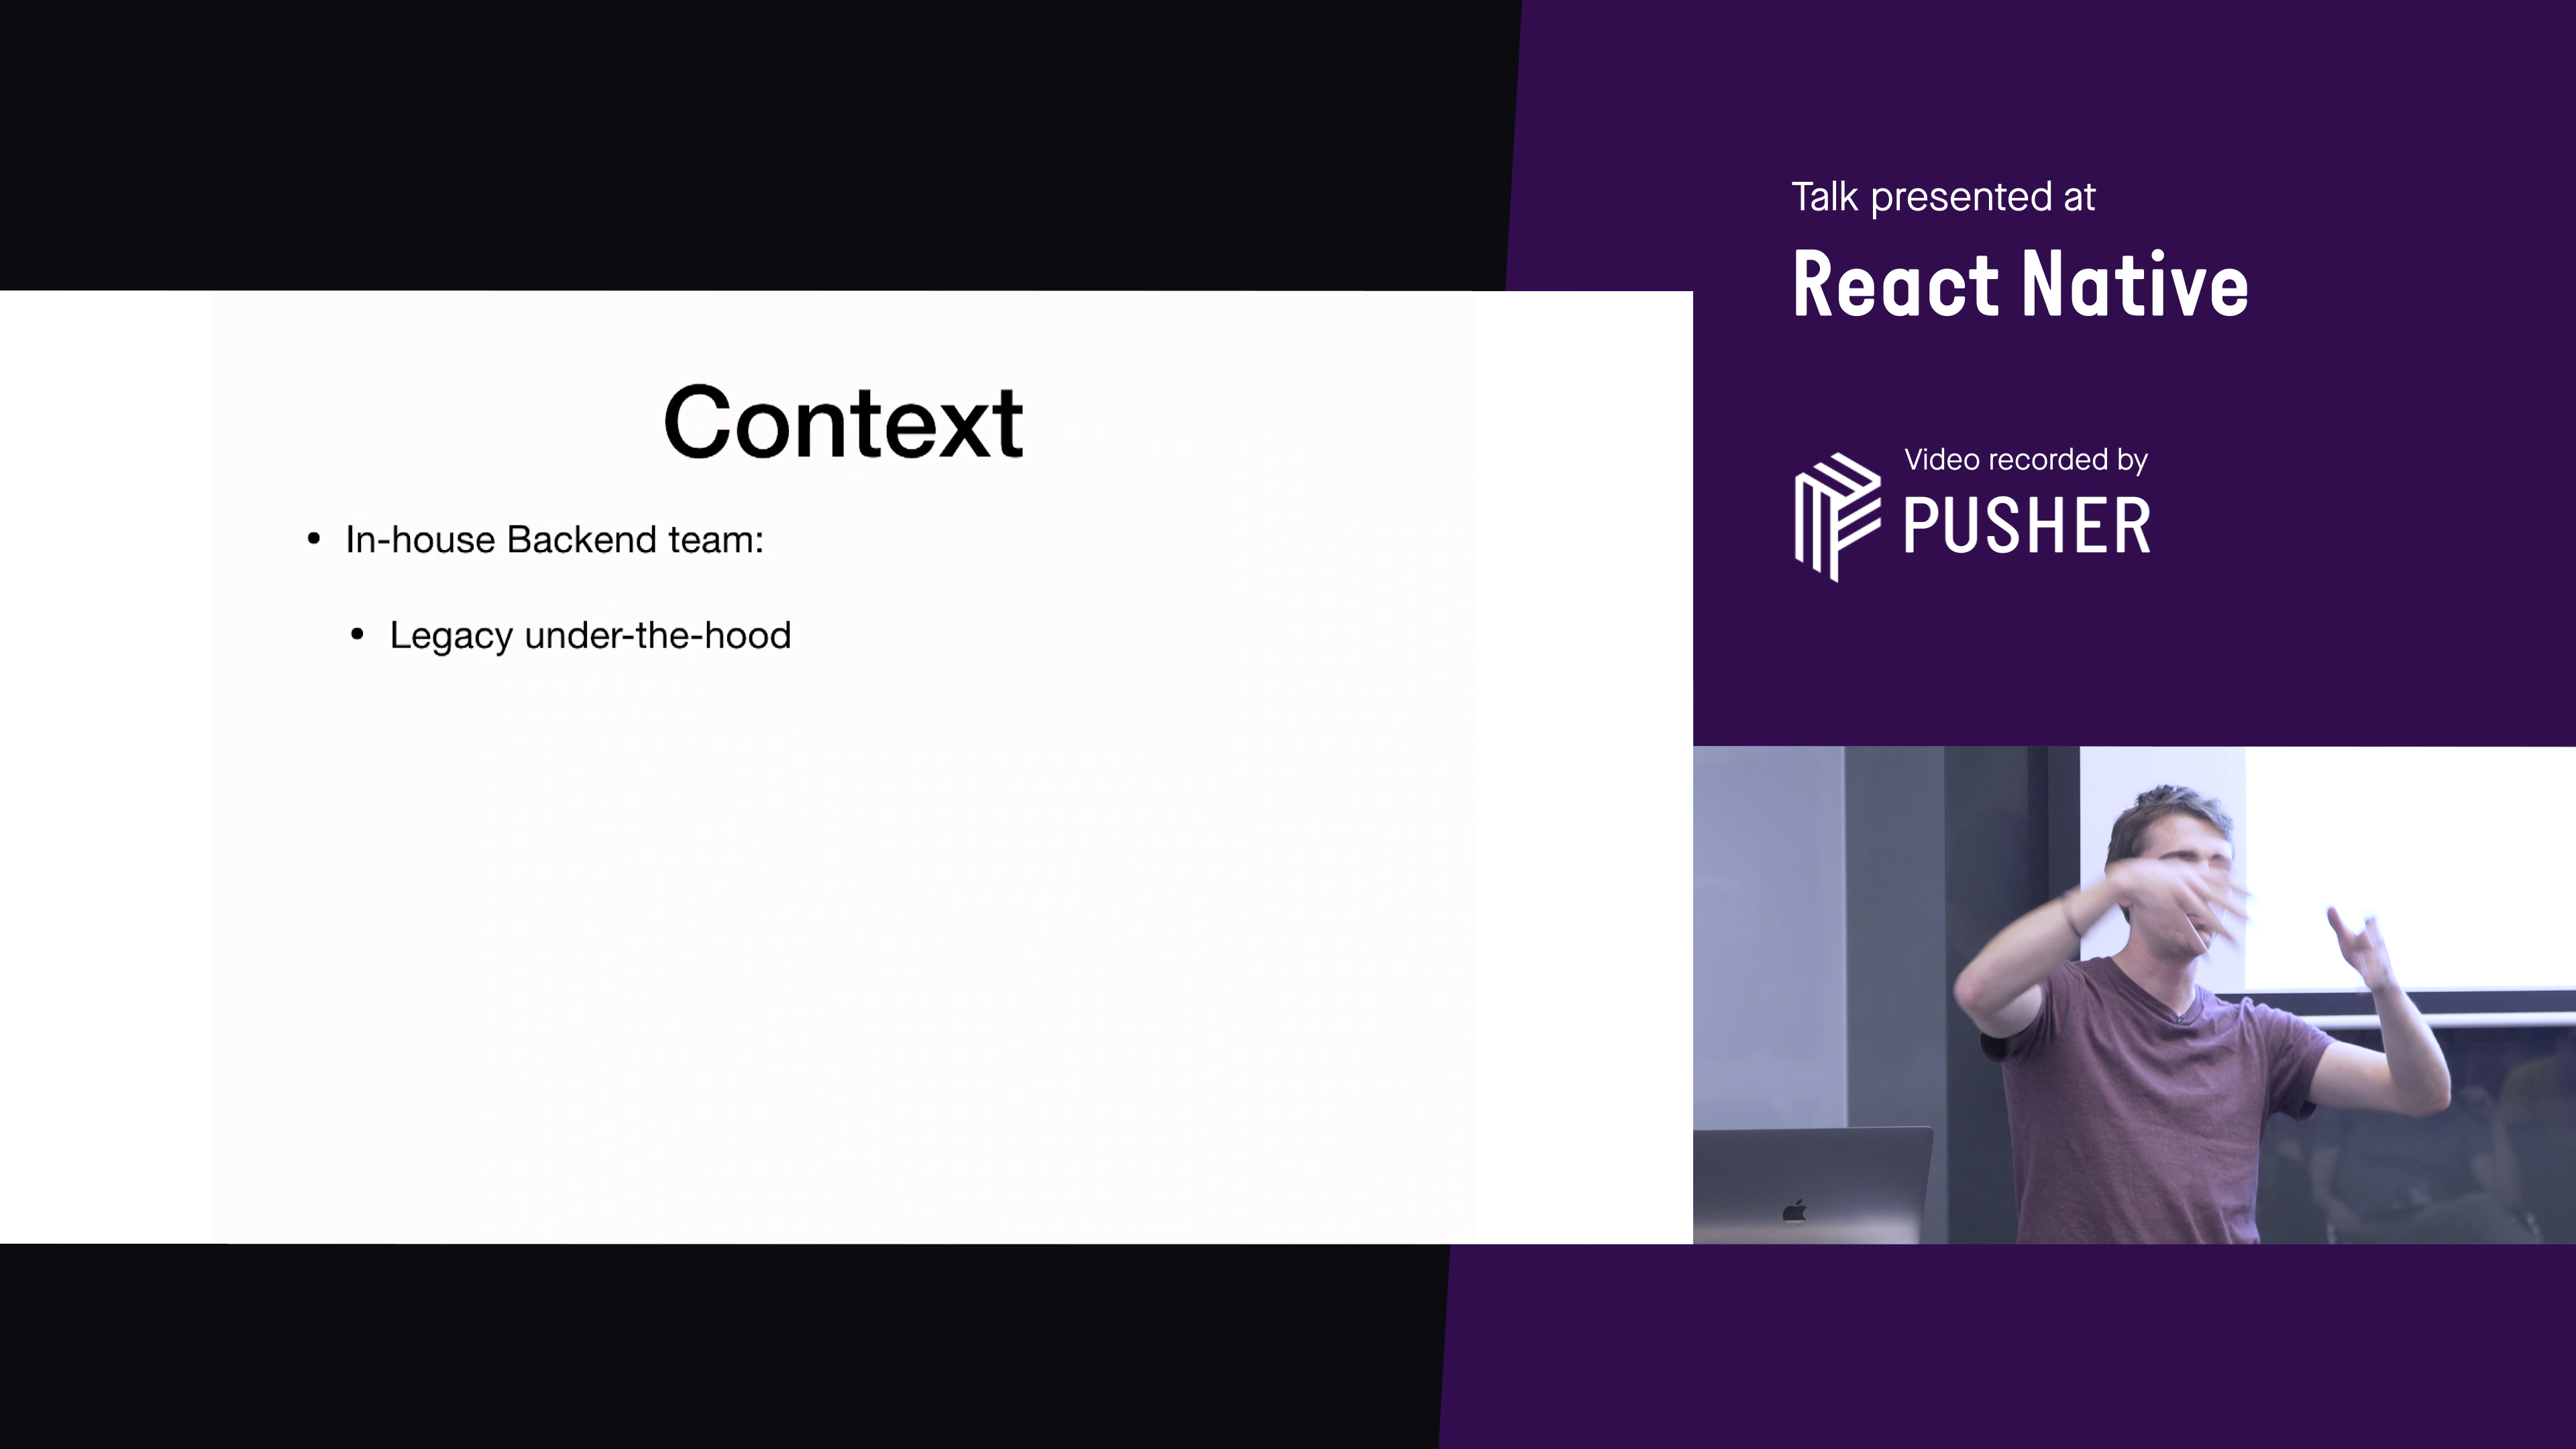 Context
• In-house Backend team:
• Legacy under-the-hood
Talk presented at
React Native
Video recorded by
PUSHER